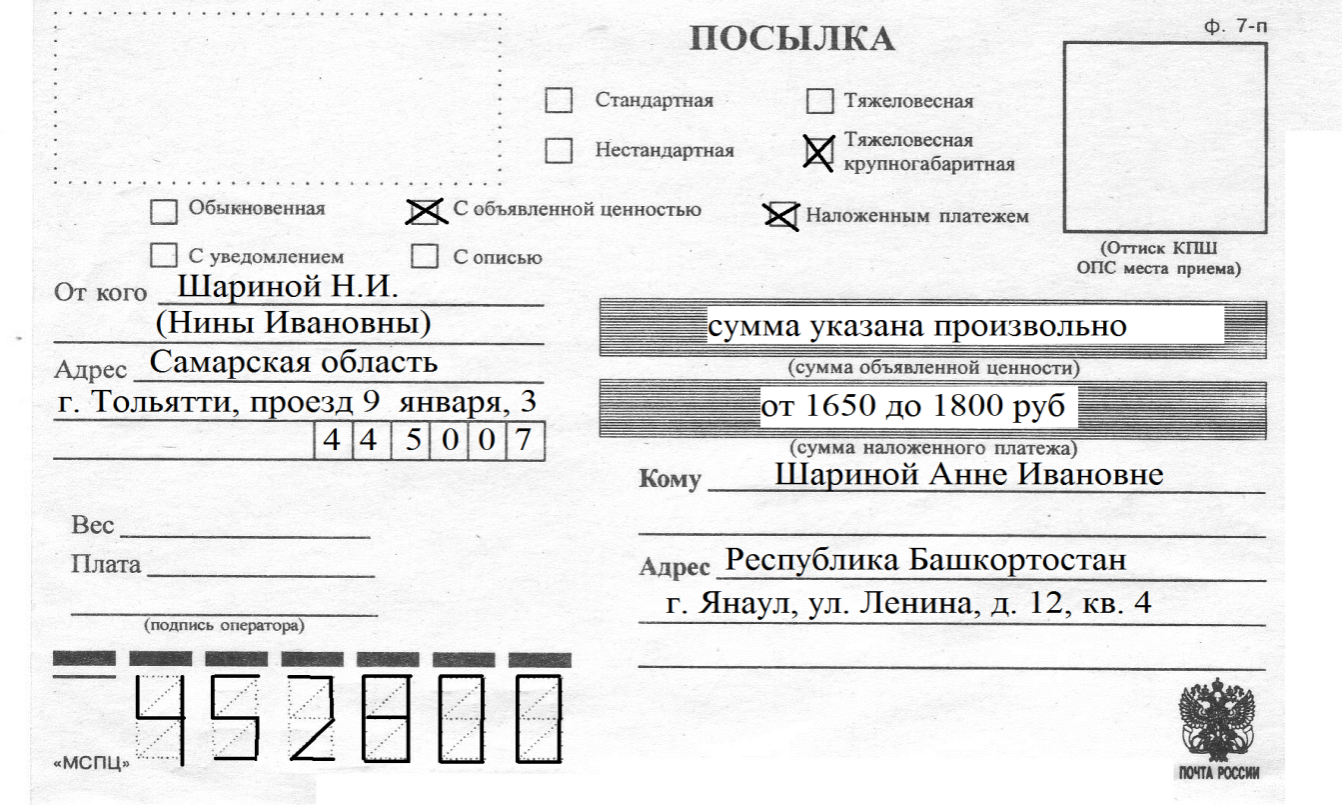 ф. 7-п
ПОСЫЛКА
Стандартная
Тяжеловесная
Нестандартная
Тяжеловесная
крупногабаритная
Обыкновенная
С объявленной ценностью
Наложенным платежем
С уведомлением
С описью
(Оттиск КПШ
ОПС места приема)
От кого Шариной Н.И.
(Нины Ивановны)
Адрес Самарская область
г. Тольятти, проезд 9 января, 3
445007
сумма указана произвольно
(сумма объявленной ценности)
от 1650 до 1800 руб
(сумма наложенного платежа)
Кому Шариной Анне Ивановне
Адрес Республика Башкортостан
г. Янаул, ул. Ленина, д. 12, кв. 4
Вес
Плата
(подпись оператора)
452800
«МСПЦ»
ПОЧТА РОССИИ